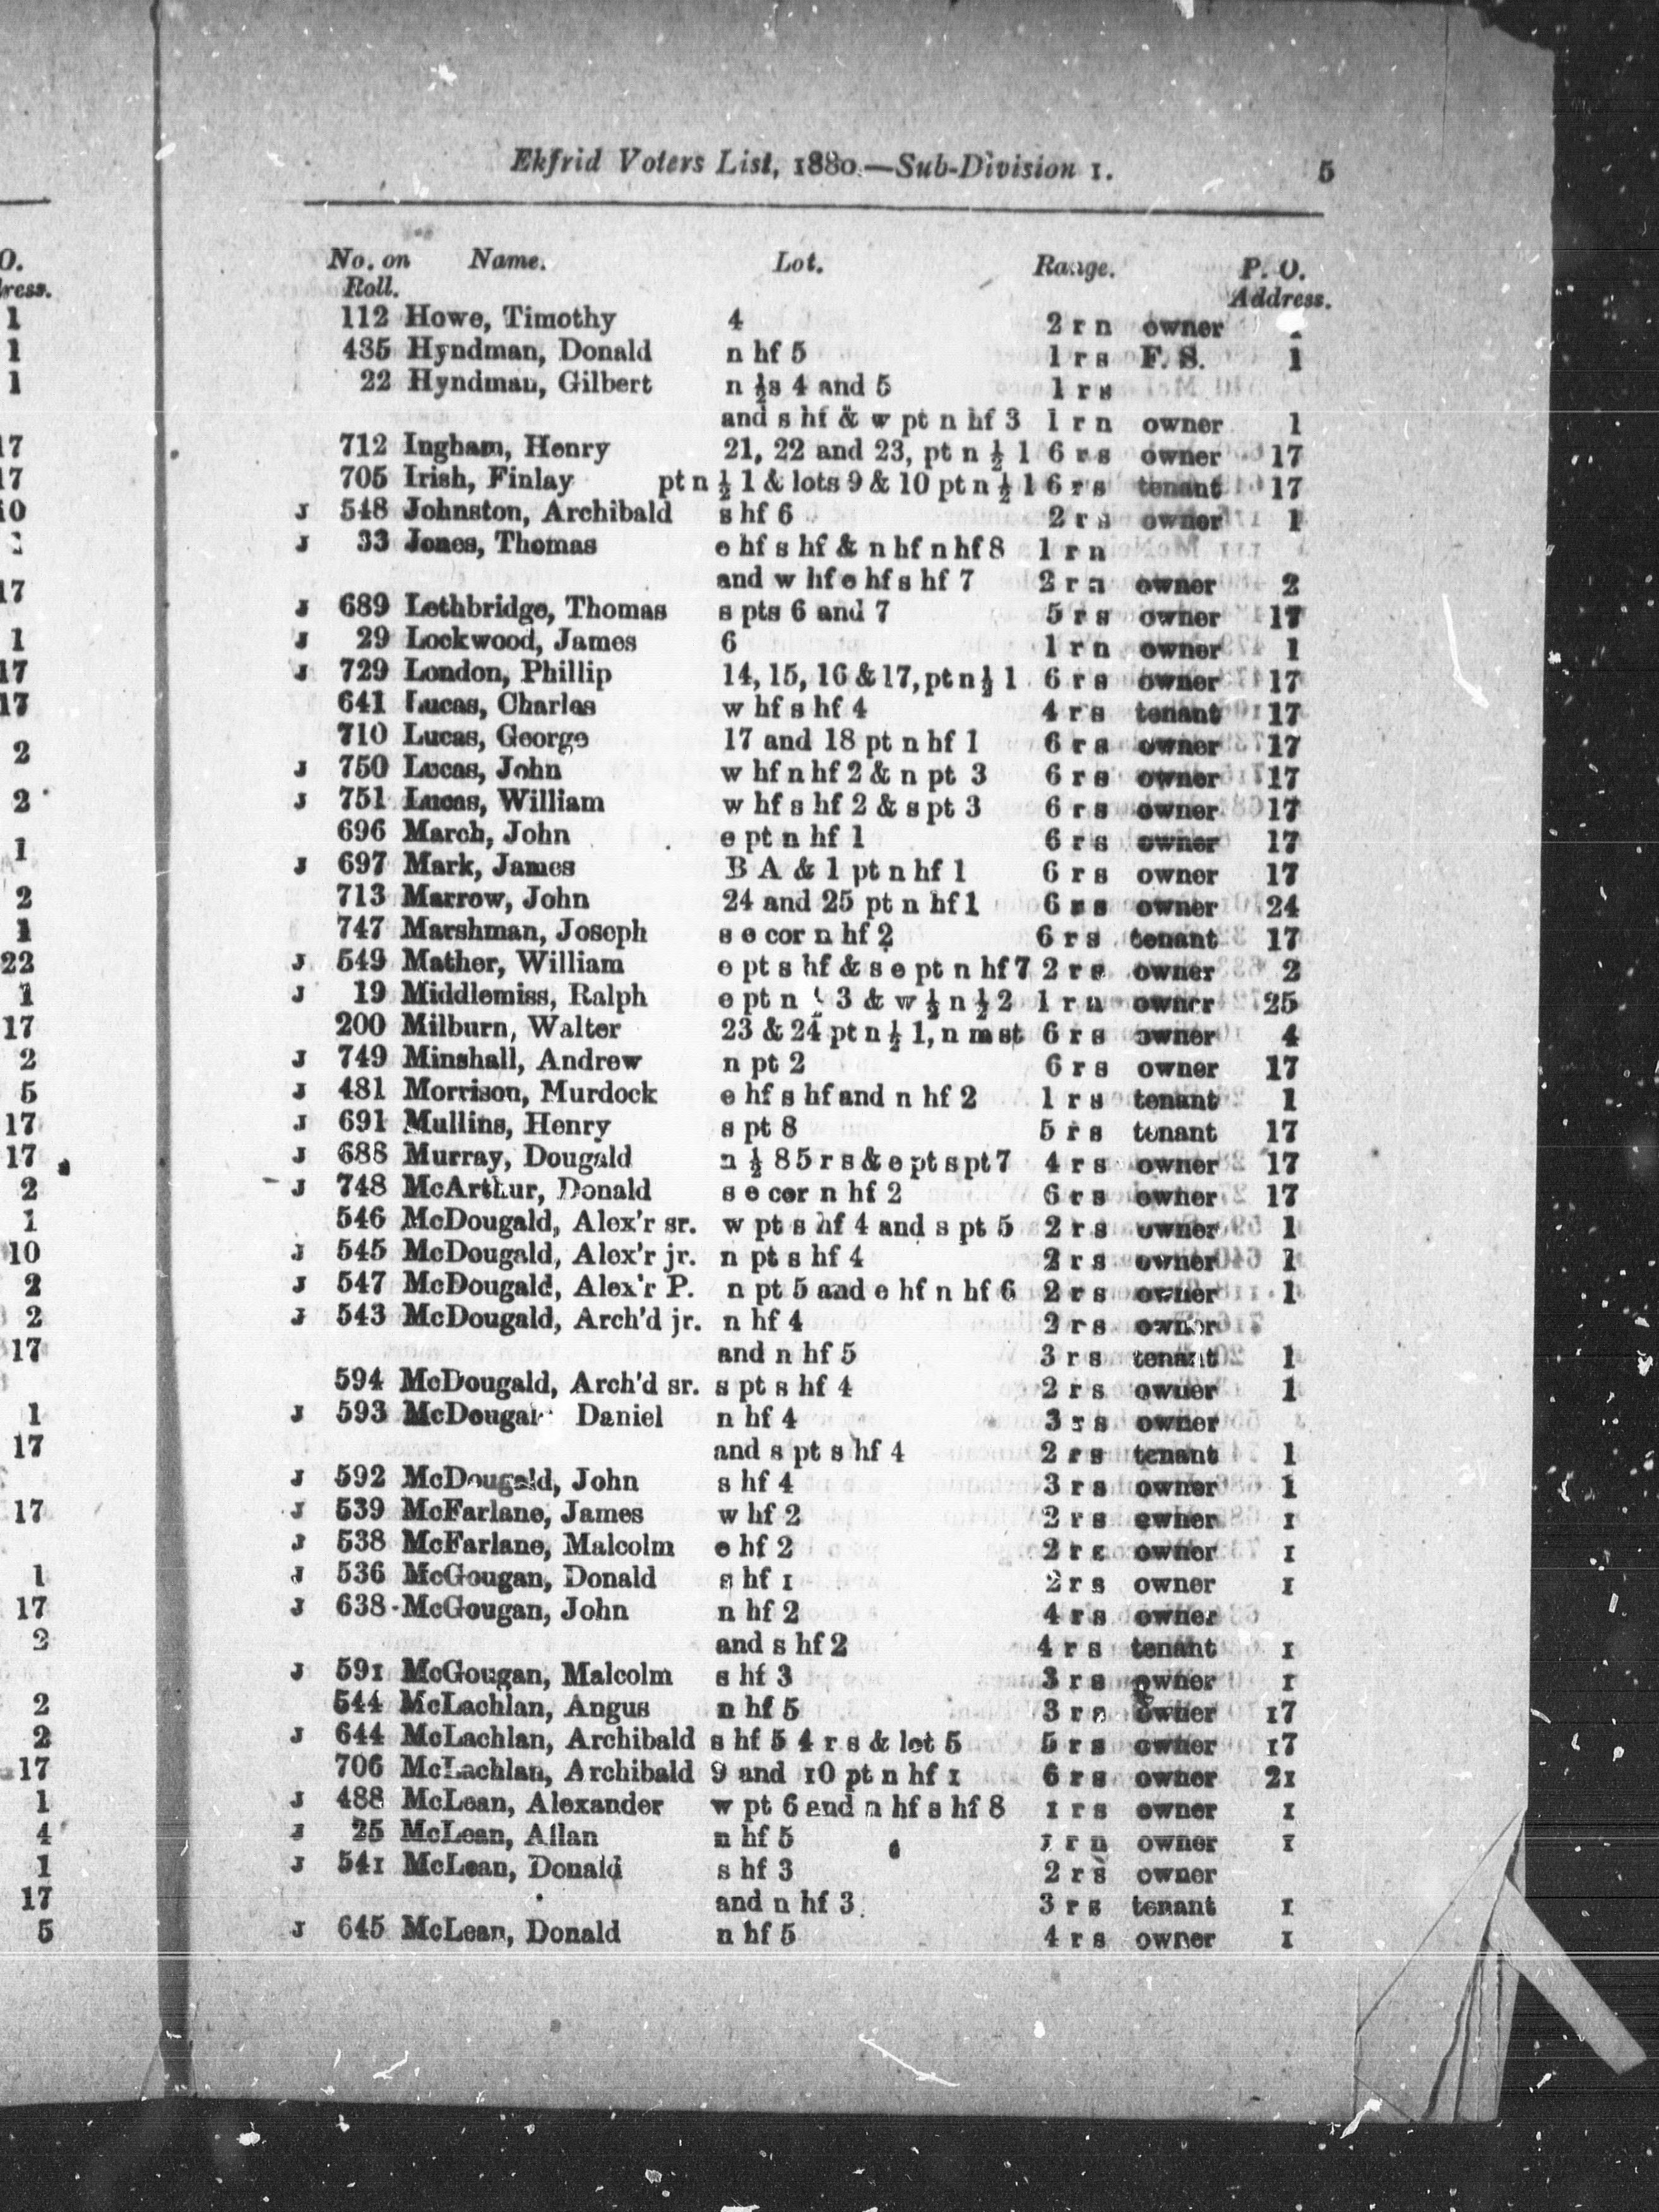 Ekfrid Voters List, 1880.—Sub-Division 1. 5
No. on Name. Lot. Range. P. O.
Roll. Address.
112 Howe, Timothy 4 2 r n owner
435 Hyndman, Donald n hf 5 1 r s F. S. 1
22 Hyndman, Gilbert n ½s 4 and 5 1 r s
and s hf & w pt n hf 3 1 r n owner 1
712 Ingham, Henry 21, 22 and 23, pt n ½ 1 6 r s owner 17
705 Irish, Finlay pt n ½ 1 & lots 9 & 10 pt n ½ 1 6 r s tenant 17
J 548 Johnston, Archibald s hf 6 2 r s owner 1
J 33 Jones, Thomas e hf s hf & n hf n hf 8 1 r n
and w hf e hf s hf 7 2 r n owner 2
J 689 Lethbridge, Thomas s pts 6 and 7 5 r s owner 17
J 29 Lockwood, James 6 1 r n owner 1
J 729 London, Phillip 14, 15, 16 & 17, pt n ½ 1 6 r s owner 17
641 Lucas, Charles w hf s hf 4 4 r s tenant 17
710 Lucas, George 17 and 18 pt n hf 1 6 r s owner 17
J 750 Lucas, John w hf n hf 2 & n pt 3 6 r s owner 17
J 751 Lucas, William w hf s hf 2 & s pt 3 6 r s owner 17
696 March, John e pt n hf 1 6 r s owner 17
J 697 Mark, James B A & 1 pt n hf 1 6 r s owner 17
713 Marrow, John 24 and 25 pt n hf 1 6 r s owner 24
747 Marshman, Joseph s e cor n hf 2 6 r s tenant 17
J 549 Mather, William e pt s hf & s e pt n hf 7 2 r s owner 2
J 19 Middlemiss, Ralph e pt n 3 & w ½ n ½ 2 1 r n owner 25
200 Milburn, Walter 23 & 24 pt n ½ 1, n m st 6 r s owner 4
J 749 Minshall, Andrew n pt 2 6 r s owner 17
J 481 Morrison, Murdock e hf s hf and n hf 2 1 r s tenant 1
J 691 Mullins, Henry s pt 8 5 r s tenant 17
J 688 Murray, Dougald n ½ 8 5 r s & e pt s pt 7 4 r s owner 17
J 748 McArthur, Donald s e cor n hf 2 6 r s owner 17
546 McDougald, Alex'r sr. w pt s hf 4 and s pt 5 2 r s owner 1
J 545 McDougald, Alex'r jr. n pt s hf 4 2 r s owner 1
J 547 McDougald, Alex'r P. n pt 5 and e hf n hf 6 2 r s owner 1
J 543 McDougald, Arch'd jr. n hf 4 2 r s owner
and n hf 5 3 r s tenant 1
594 McDougald, Arch'd sr. s pt s hf 4 2 r s owner 1
J 593 McDougal Daniel n hf 4 3 r s owner
and s pt s hf 4 2 r s tenant 1
J 592 McDougald, John s hf 4 3 r s owner 1
J 539 McFarlane, James w hf 2 2 r s owner 1
J 538 McFarlane, Malcolm e hf 2 2 r s owner 1
J 536 McGougan, Donald s hf 1 2 r s owner 1
J 638 McGougan, John n hf 2 4 r s owner
and s hf 2 4 r s tenant 1
J 591 McGougan, Malcolm s hf 3 3 r s owner 1
544 McLachlan, Angus n hf 5 3 r s owner 17
J 644 McLachlan, Archibald s hf 5 4 r s & lot 5 5 r s owner 17
706 McLachlan, Archibald 9 and 10 pt n hf 1 6 r s owner 21
J 488 McLean, Alexander w pt 6 and n hf s hf 8 1 r s owner 1
J 25 McLean, Allan n hf 5 1 r n owner 1
J 541 McLean, Donald s hf 3 2 r s owner
and n hf 3 3 r s tenant 1
J 645 McLean, Donald n hf 5 4 r s owner 1